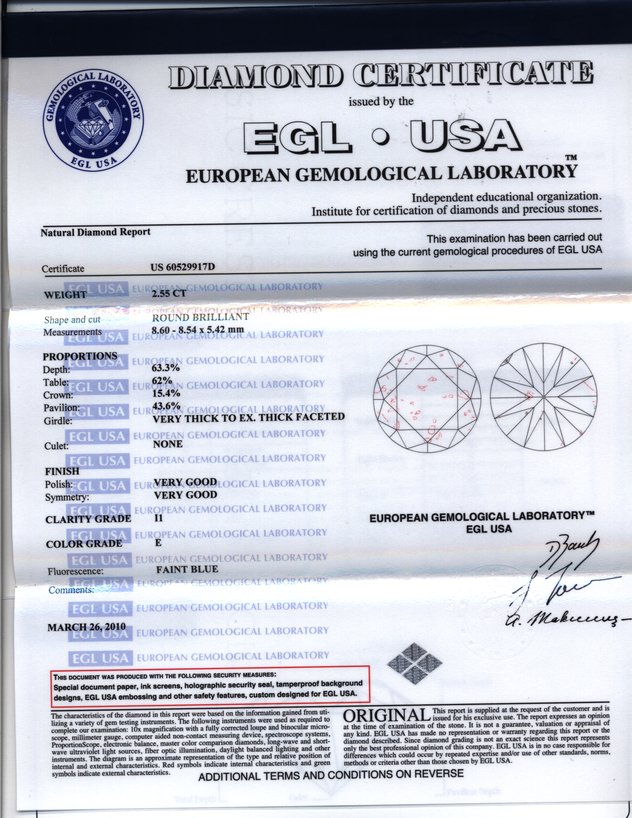 GEMOLOGICAL LABORATORY
EGL USA
DIAMOND CERTIFICATE
issued by the
EGL • USA
EUROPEAN GEMOLOGICAL LABORATORY™
Independent educational organization.
Institute for certification of diamonds and precious stones.
Natural Diamond Report
This examination has been carried out
using the current gemological procedures of EGL USA
Certificate US 60529917D
WEIGHT 2.55 CT
Shape and cut ROUND BRILLIANT
Measurements 8.60 - 8.54 x 5.42 mm
PROPORTIONS
Depth: 63.3%
Table: 62%
Crown: 15.4%
Pavilion: 43.6%
Girdle: VERY THICK TO EX. THICK FACETED
Culet: NONE
FINISH
Polish: VERY GOOD
Symmetry: VERY GOOD
CLARITY GRADE I1
COLOR GRADE E
Fluorescence: FAINT BLUE
Comments:
MARCH 26, 2010
EUROPEAN GEMOLOGICAL LABORATORY™
EGL USA
THIS DOCUMENT WAS PRODUCED WITH THE FOLLOWING SECURITY MEASURES:
Special document paper, ink screens, holographic security seal, tamperproof background
designs, EGL USA embossing and other safety features, custom designed for EGL USA.
The characteristics of the diamond in this report were based on the information gained from uti-
lizing a variety of gem testing instruments. The following instruments were used as required to
complete our examination: 10x magnification with a fully corrected loupe and binocular micro-
scope, millimeter gauge, computer aided non-contact measuring device, spectroscope systems,
ProportionScope, electronic balance, master color comparison diamonds, long-wave and short-
wave ultraviolet light sources, fiber optic illumination, daylight balanced lighting and other
instruments. The diagram is an approximate representation of the type and relative position of
internal and external characteristics. Red symbols indicate internal characteristics and green
symbols indicate external characteristics.
ORIGINAL This report is supplied at the request of the customer and is
issued for his exclusive use. The report expresses an opinion
at the time of examination of the stone. It is not a guarantee, valuation or appraisal of
any kind. EGL USA has made no representation or warranty regarding this report or the
diamond described. Since diamond grading is not an exact science this report represents
only the best professional opinion of this company. EGL USA is in no case responsible for
differences which could occur by repeated expertise and/or use of other standards, norms,
methods or criteria other than those chosen by EGL USA.
ADDITIONAL TERMS AND CONDITIONS ON REVERSE